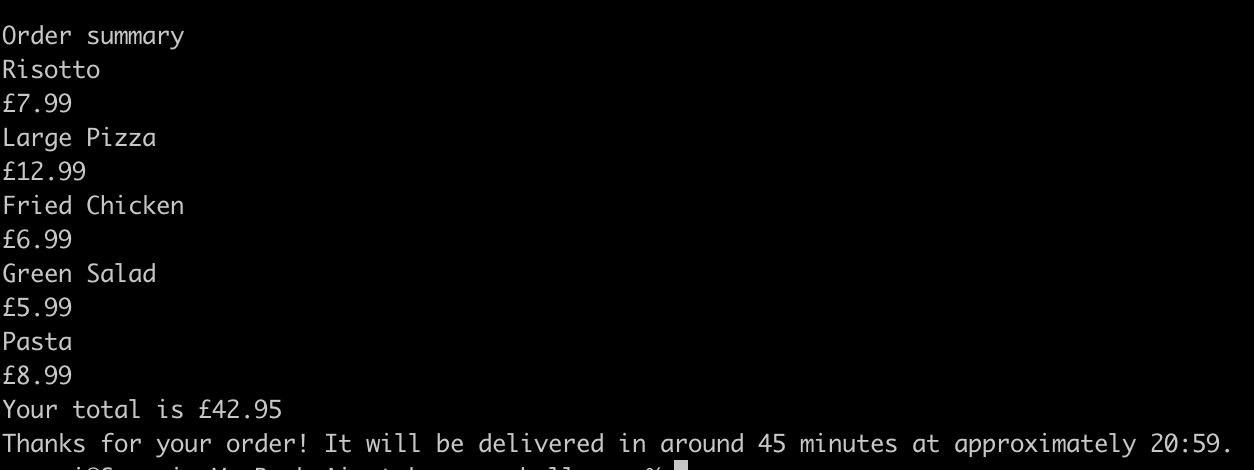 Order summary
Risotto
£7.99
Large Pizza
£12.99
Fried Chicken
£6.99
Green Salad
£5.99
Pasta
£8.99
Your total is £42.95
Thanks for your order! It will be delivered in around 45 minutes at approximately 20:59.